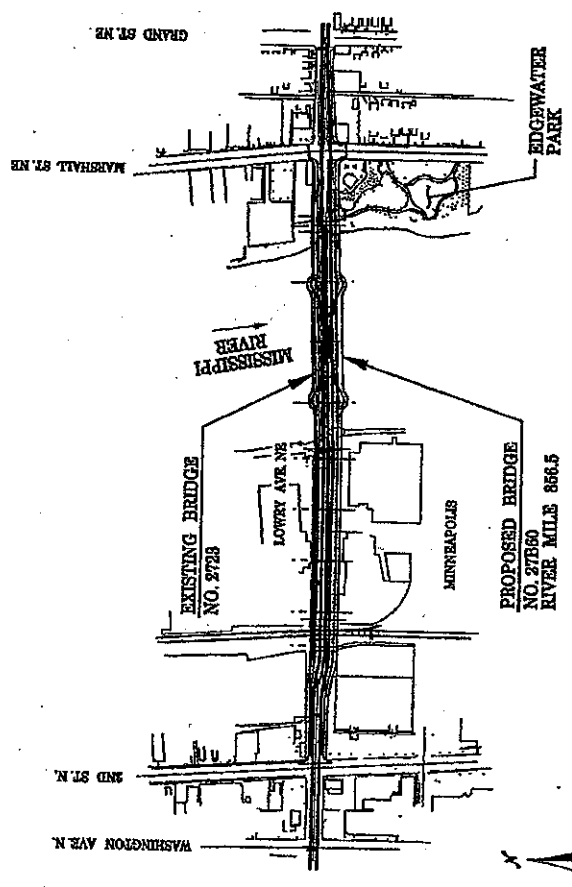 GRAND ST. NE
MARSHALL ST. NE
EDGEWATER
PARK
MISSISSIPPI
RIVER
EXISTING BRIDGE
NO. 2723
LOWRY AVE. NE
MINNEAPOLIS
PROPOSED BRIDGE
NO. 27B60
RIVER MILE 856.5
2ND ST. N.
WASHINGTON AVE. N.